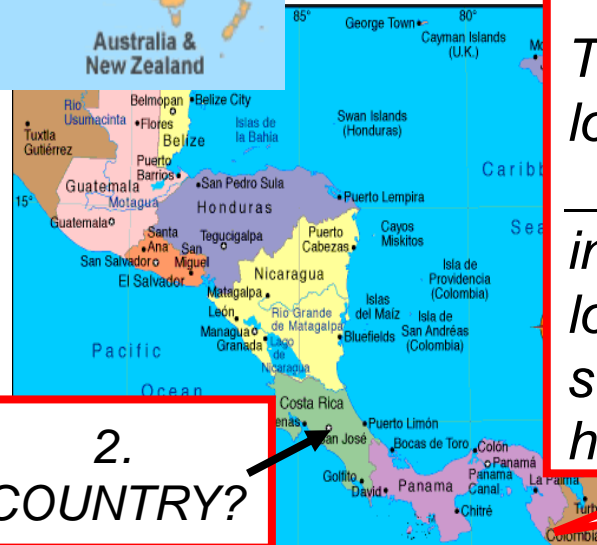 Australia &
New Zealand
85°
80°
George Town
Cayman Islands
(U.K.)
Rio
Usumacinta
Belmopan
Belize City
Flores
Islas de
la Bahia
Swan Islands
(Honduras)
Tuxtla
Gutiérrez
Belize
Puerto
Barrios
Guatemala
San Pedro Sula
Motagua
Honduras
Puerto Lempira
15°
Guatemala
Santa
Ana
San
Miguel
Tegucigalpa
Puerto
Cabezas
Cayos
Miskitos
San Salvador
El Salvador
Nicaragua
Isla de
Providencia
(Colombia)
Matagalpa
León
Rio Grande
de Matagalpa
Islas
del Maíz
Isla de
San Andréas
(Colombia)
Managua
Granada
Lago
de
Nicaragua
Bluefields
Pacific
Ocean
Costa Rica
San José
Puerto Limón
Bocas de Toro
Colón
Panamá
Panama
Canal
La Palma
Golfito
David
Panama
Chitré
Colombia
2.
COUNTRY?